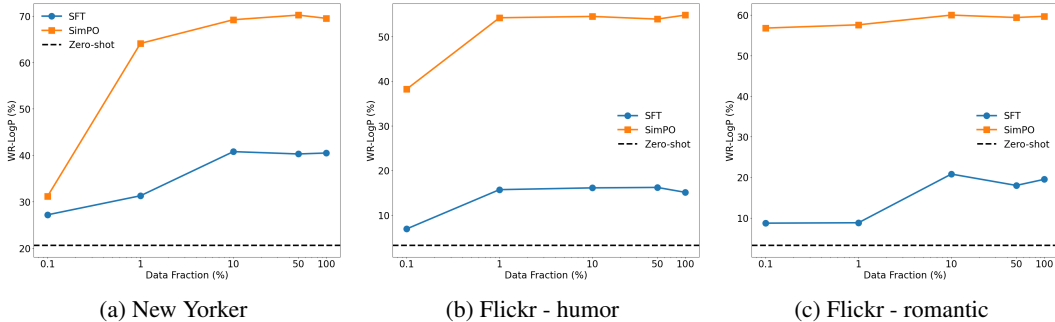 SFT
SimPO
Zero-shot
WR-LogP (%)
70
60
50
40
30
20
0.1
1
10
50
100
Data Fraction (%)
(a) New Yorker
WR-LogP (%)
50
40
30
20
10
SFT
SimPO
Zero-shot
0.1
1
10
50
100
Data Fraction (%)
(b) Flickr - humor
WR-LogP (%)
60
50
40
30
20
10
SFT
SimPO
Zero-shot
0.1
1
10
50
100
Data Fraction (%)
(c) Flickr - romantic